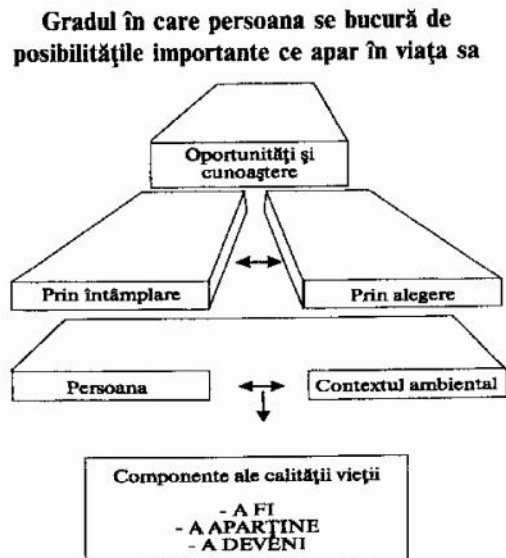 Gradul în care persoana se bucură de
posibilităţile importante ce apar în viaţa sa
Oportunităţi şi
cunoaştere
Prin întâmplare
Prin alegere
Persoana
Contextul ambiental
Componente ale calităţii vieţii
- A FI
- A APARŢINE
- A DEVENI